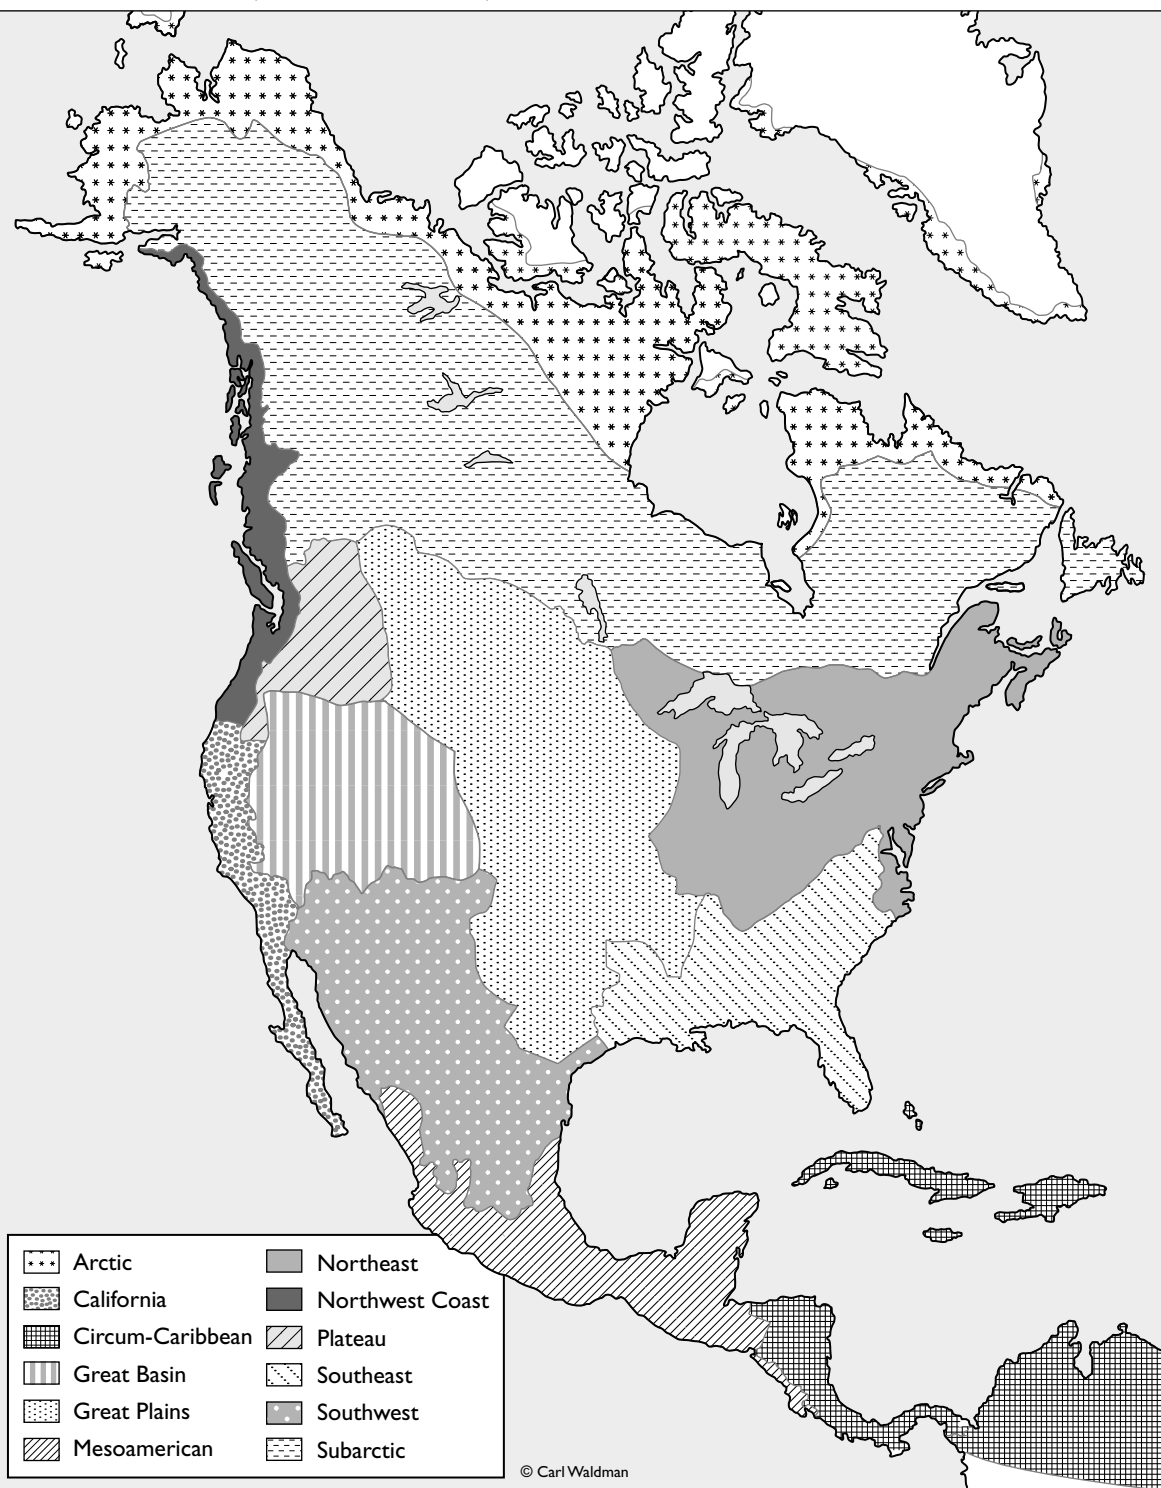 Arctic
California
Circum-Caribbean
Great Basin
Great Plains
Mesoamerican
Northeast
Northwest Coast
Plateau
Southeast
Southwest
Subarctic
© Carl Waldman